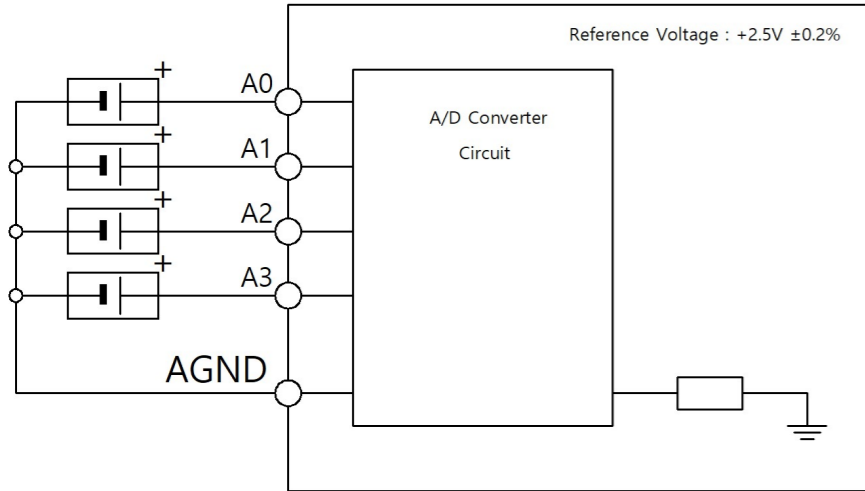 Reference Voltage : +2.5V ±0.2%
A/D Converter
Circuit
+
A0
+
A1
+
A2
+
A3
AGND